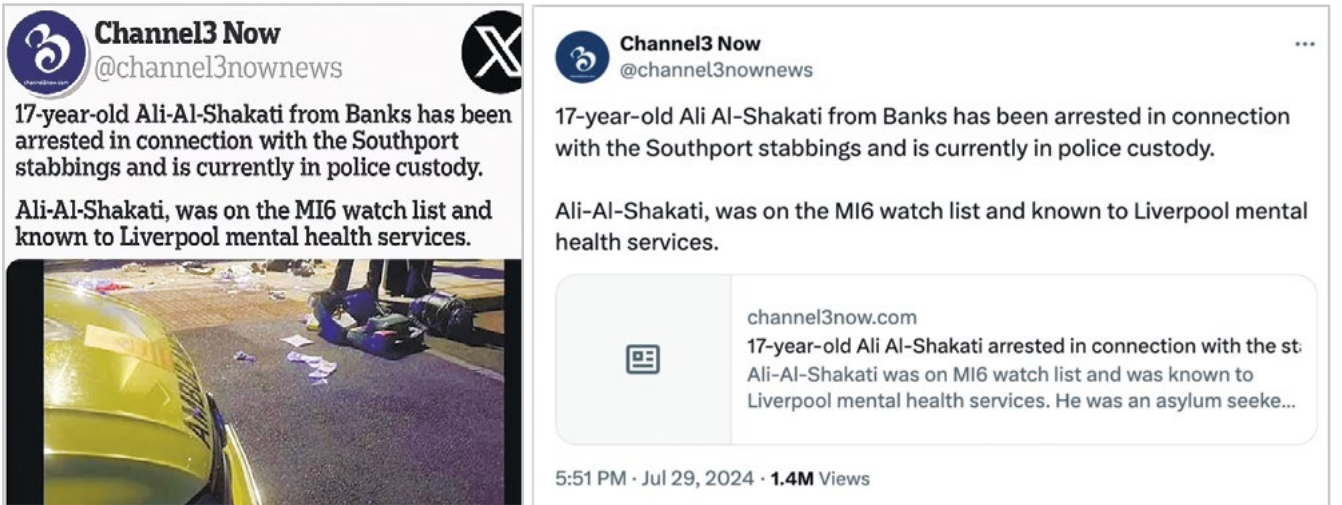 Channel3 Now
@channel3nownews
17-year-old Ali-Al-Shakati from Banks has been
arrested in connection with the Southport
stabbings and is currently in police custody.
Ali-Al-Shakati, was on the MI6 watch list and
known to Liverpool mental health services.
Channel3 Now
@channel3nownews
17-year-old Ali Al-Shakati from Banks has been arrested in connection
with the Southport stabbings and is currently in police custody.
Ali-Al-Shakati, was on the MI6 watch list and known to Liverpool mental
health services.
channel3now.com
17-year-old Ali Al-Shakati arrested in connection with the st
Ali-Al-Shakati was on MI6 watch list and was known to
Liverpool mental health services. He was an asylum seeke...
5:51 PM · Jul 29, 2024 · 1.4M Views